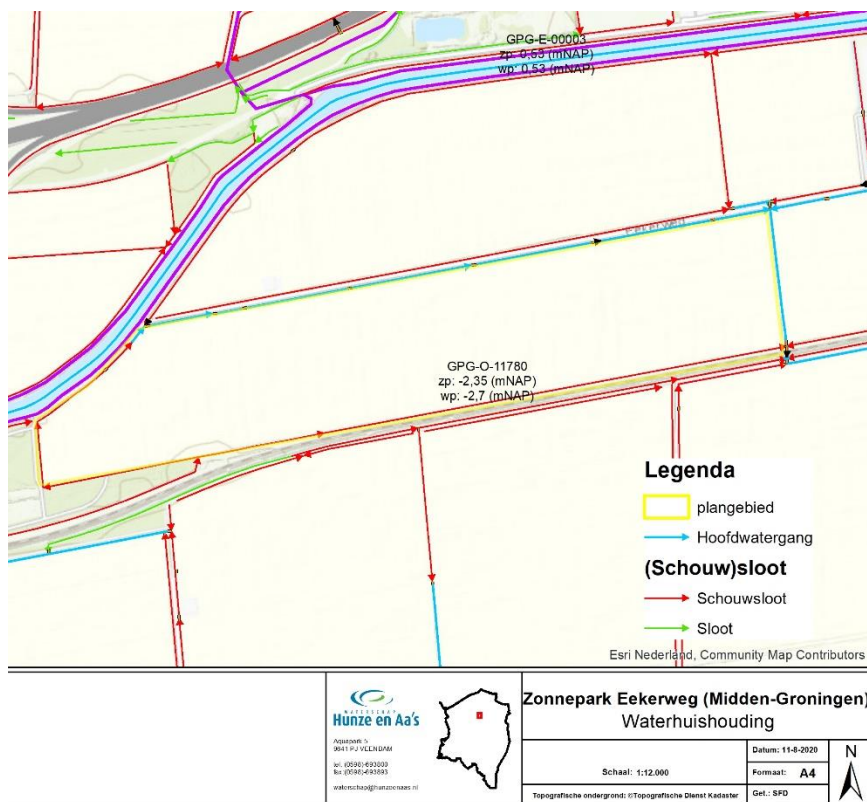 GPG-E-00003
zp: 0,53 (mNAP)
wp: 0,53 (mNAP)
GPG-O-11780
zp: -2,35 (mNAP)
wp: -2,7 (mNAP)
Legenda
plangebied
Hoofdwatergang
(Schouw)sloot
Schouwsloot
Sloot
Esri Nederland, Community Map Contributors
WATERSCHAP
Hunze en Aa's
Aquapark 5
9641 PJ VEENDAM
tel: (0598)-693800
fax: (0598)-693893
waterschap@hunzeenaas.nl
Zonnepark Eekerweg (Midden-Groningen)
Waterhuishouding
Schaal: 1:12.000
Datum: 11-8-2020
Formaat: A4
Topografische ondergrond: ©Topografische Dienst Kadaster
Get.: SFD
N